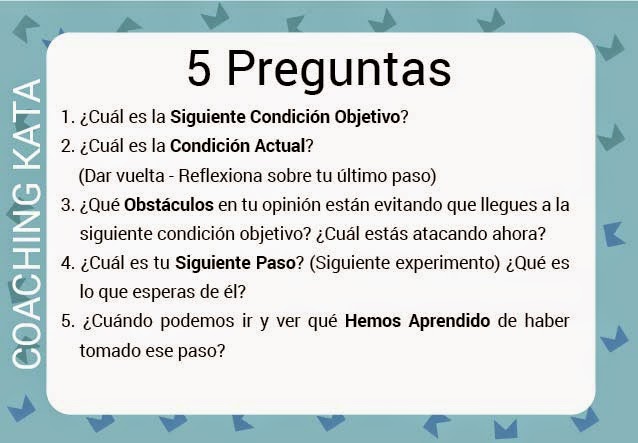 COACHING KATA
5 Preguntas
1. ¿Cuál es la Siguiente Condición Objetivo?
2. ¿Cuál es la Condición Actual?
(Dar vuelta - Reflexiona sobre tu último paso)
3. ¿Qué Obstáculos en tu opinión están evitando que llegues a la
siguiente condición objetivo? ¿Cuál estás atacando ahora?
4. ¿Cuál es tu Siguiente Paso? (Siguiente experimento) ¿Qué es
lo que esperas de él?
5. ¿Cuándo podemos ir y ver qué Hemos Aprendido de haber
tomado ese paso?